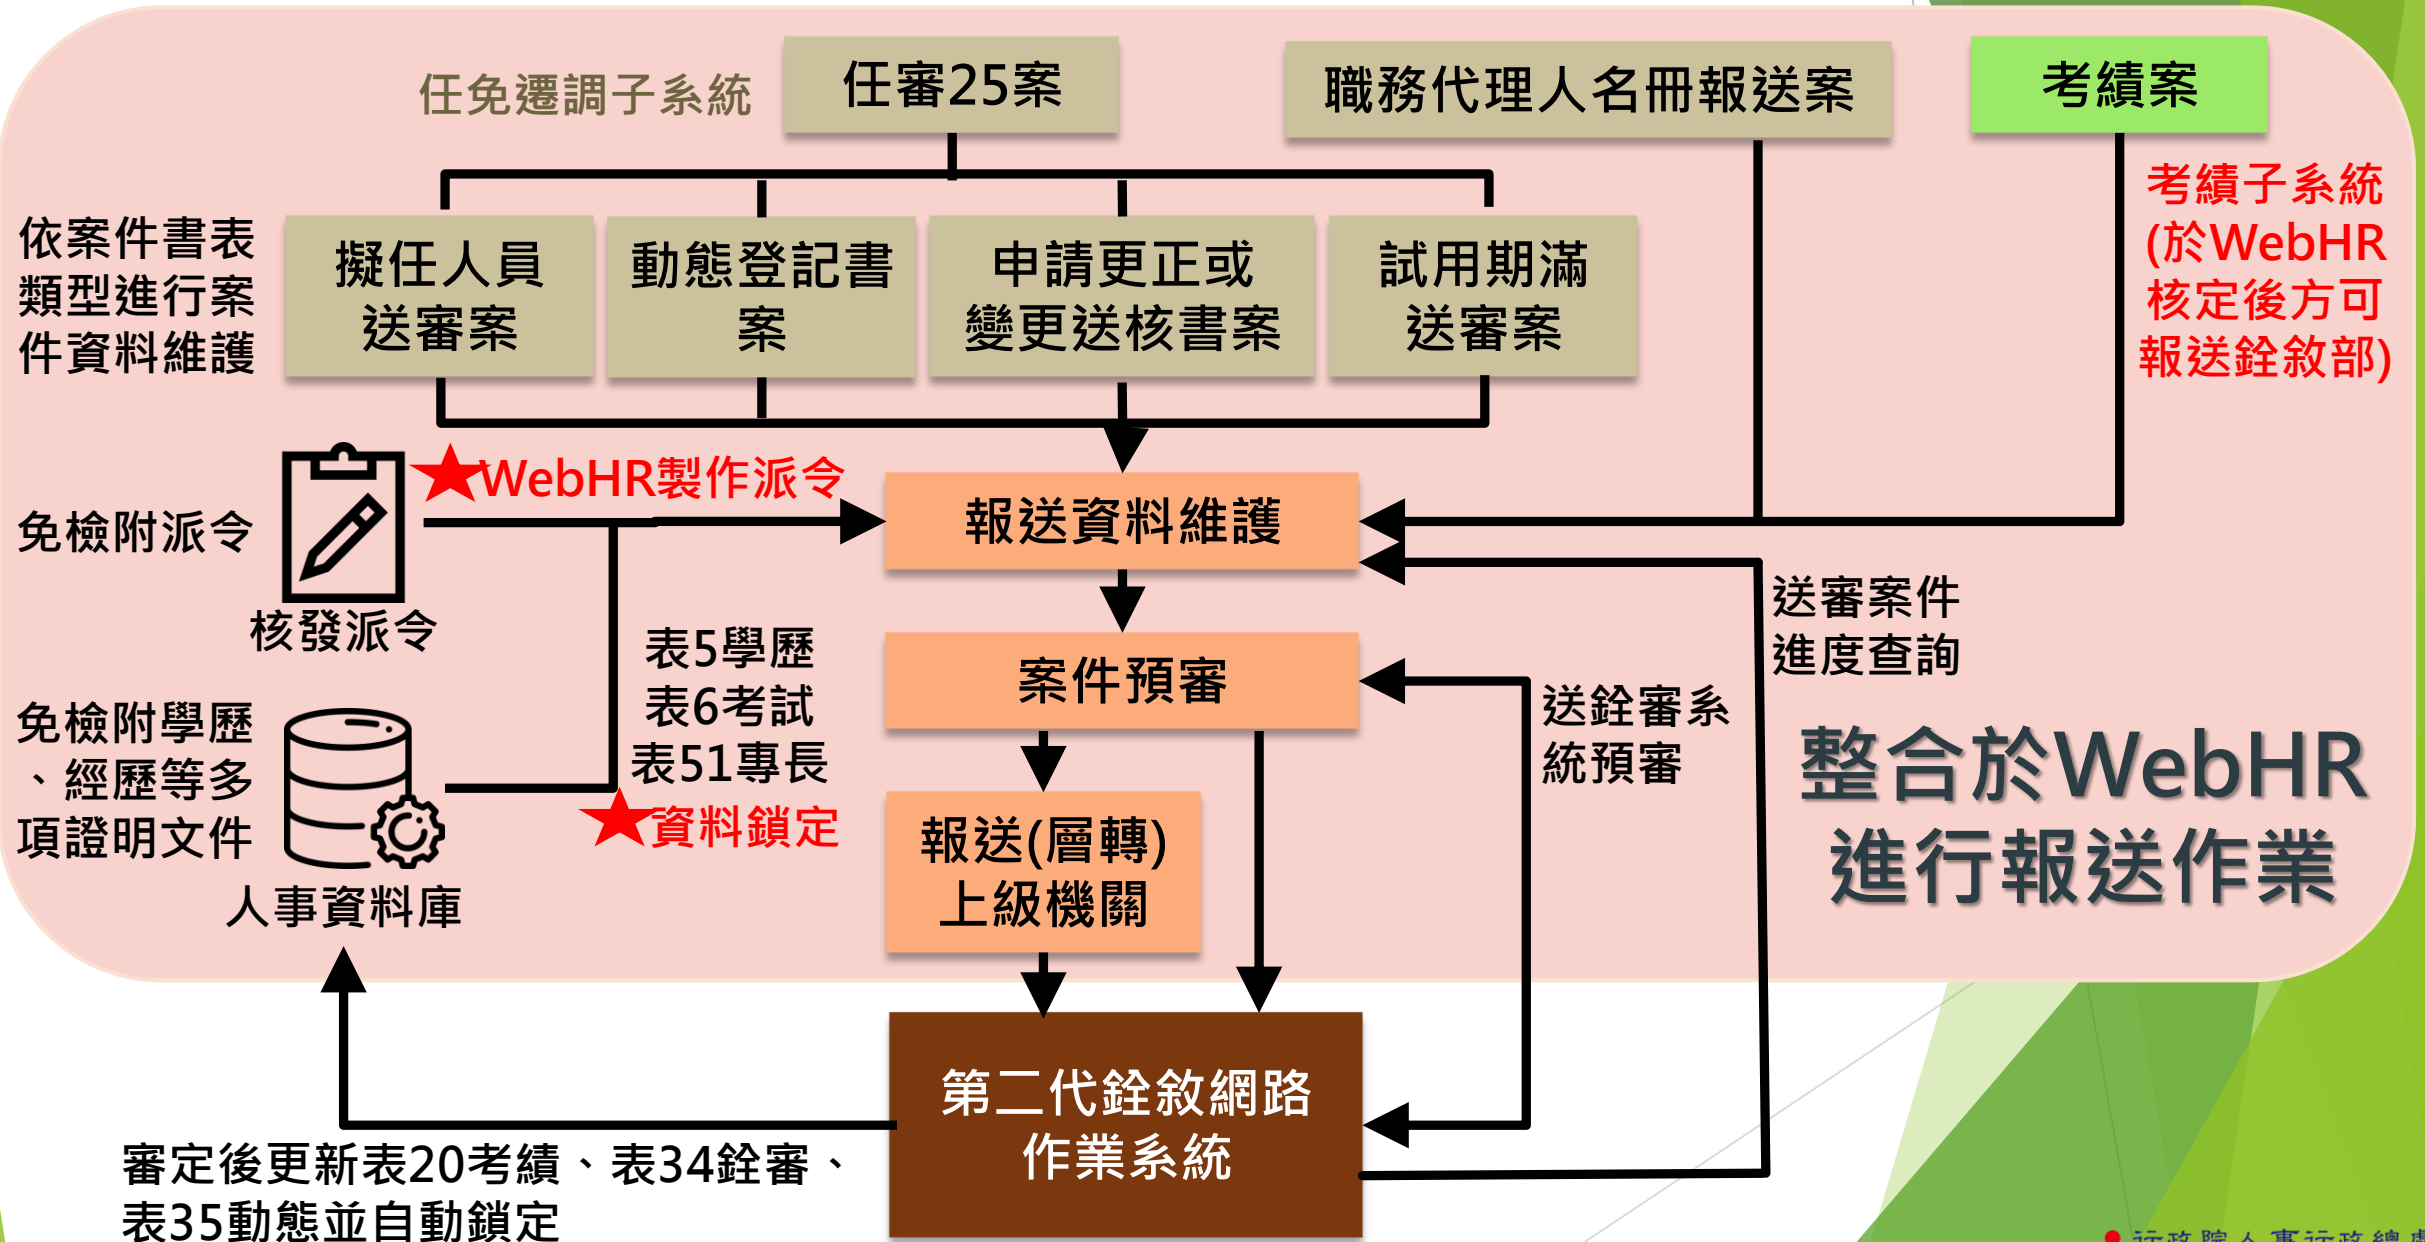 任免遷調子系統
任審25案
職務代理人名冊報送案
考績案
考績子系統
(於WebHR
核定後方可
報送銓敘部)
依案件書表
類型進行案
件資料維護
擬任人員
送審案
動態登記書
案
申請更正或
變更送核書案
試用期滿
送審案
WebHR製作派令
免檢附派令
核發派令
報送資料維護
送審案件
進度查詢
表5學歷
表6考試
表51專長
資料鎖定
案件預審
送銓審系
統預審
免檢附學歷
、經歷等多
項證明文件
人事資料庫
報送(層轉)
上級機關
整合於WebHR
進行報送作業
第二代銓敘網路
作業系統
審定後更新表20考績、表34銓審、
表35動態並自動鎖定